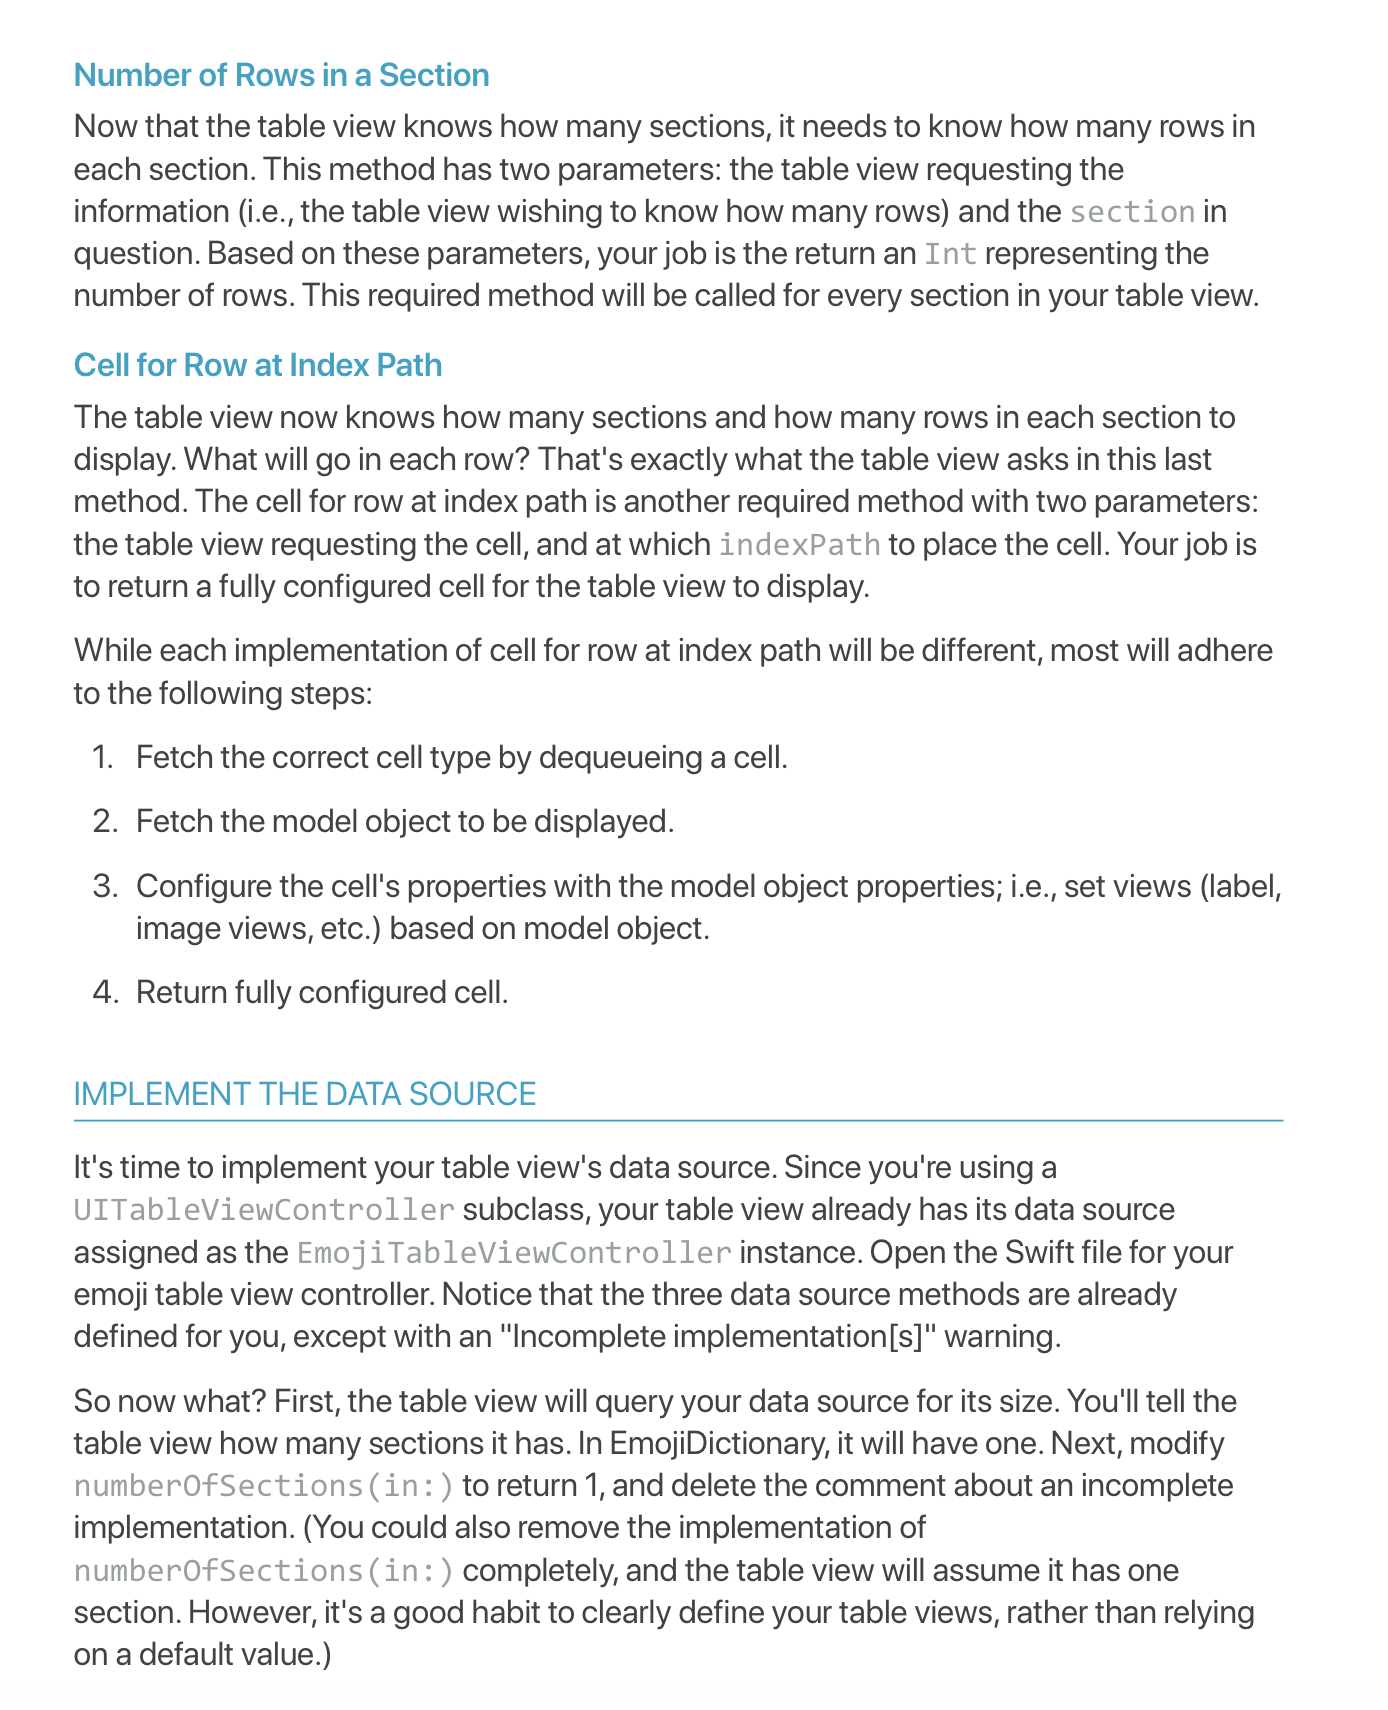 Number of Rows in a Section
Now that the table view knows how many sections, it needs to know how many rows in
each section. This method has two parameters: the table view requesting the
information (i.e., the table view wishing to know how many rows) and the section in
question. Based on these parameters, your job is the return an Int representing the
number of rows. This required method will be called for every section in your table view.
Cell for Row at Index Path
The table view now knows how many sections and how many rows in each section to
display. What will go in each row? That's exactly what the table view asks in this last
method. The cell for row at index path is another required method with two parameters:
the table view requesting the cell, and at which indexPath to place the cell. Your job is
to return a fully configured cell for the table view to display.
While each implementation of cell for row at index path will be different, most will adhere
to the following steps:
1. Fetch the correct cell type by dequeueing a cell.
2. Fetch the model object to be displayed.
3. Configure the cell's properties with the model object properties; i.e., set views (label,
image views, etc.) based on model object.
4. Return fully configured cell.
IMPLEMENT THE DATA SOURCE
It's time to implement your table view's data source. Since you're using a
UITableViewController subclass, your table view already has its data source
assigned as the EmojiTableViewController instance. Open the Swift file for your
emoji table view controller. Notice that the three data source methods are already
defined for you, except with an "Incomplete implementation[s]" warning.
So now what? First, the table view will query your data source for its size. You'll tell the
table view how many sections it has. In EmojiDictionary, it will have one. Next, modify
numberOfSections(in:) to return 1, and delete the comment about an incomplete
implementation. (You could also remove the implementation of
numberOfSections(in:) completely, and the table view will assume it has one
section. However, it's a good habit to clearly define your table views, rather than relying
on a default value.)